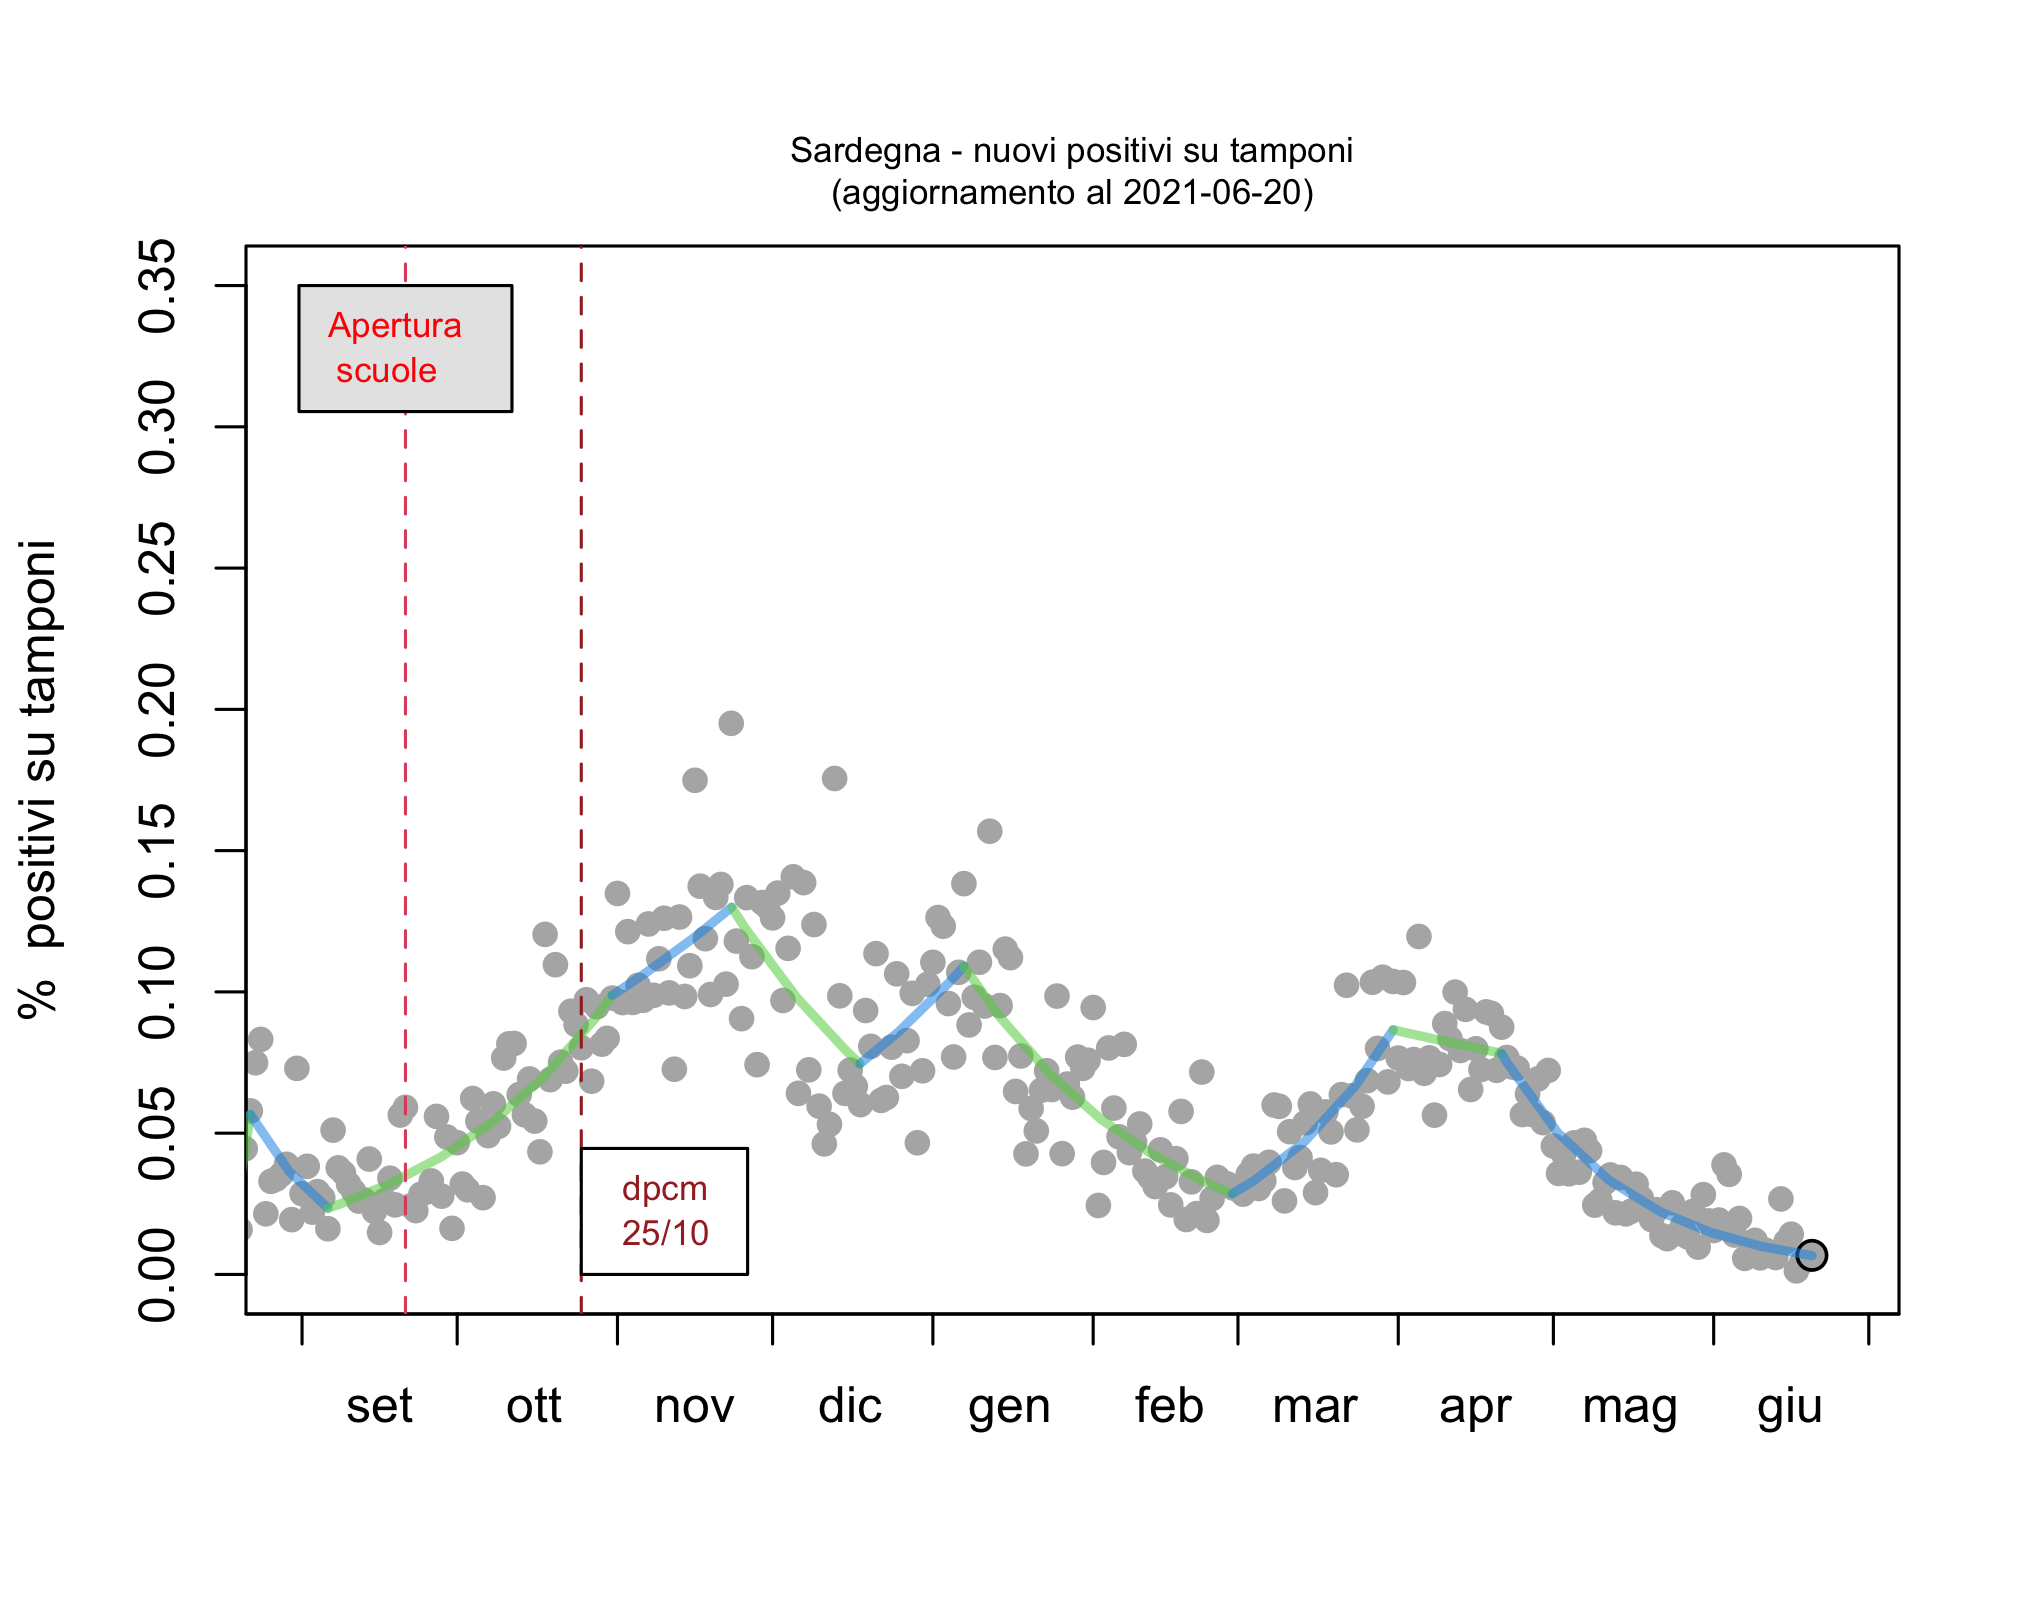 Sardegna - nuovi positivi su tamponi
(aggiornamento al 2021-06-20)
% positivi su tamponi
0.35
0.30
0.25
0.20
0.15
0.10
0.05
0.00
Apertura
scuole
dpcm
25/10
set ott nov dic gen feb mar apr mag giu